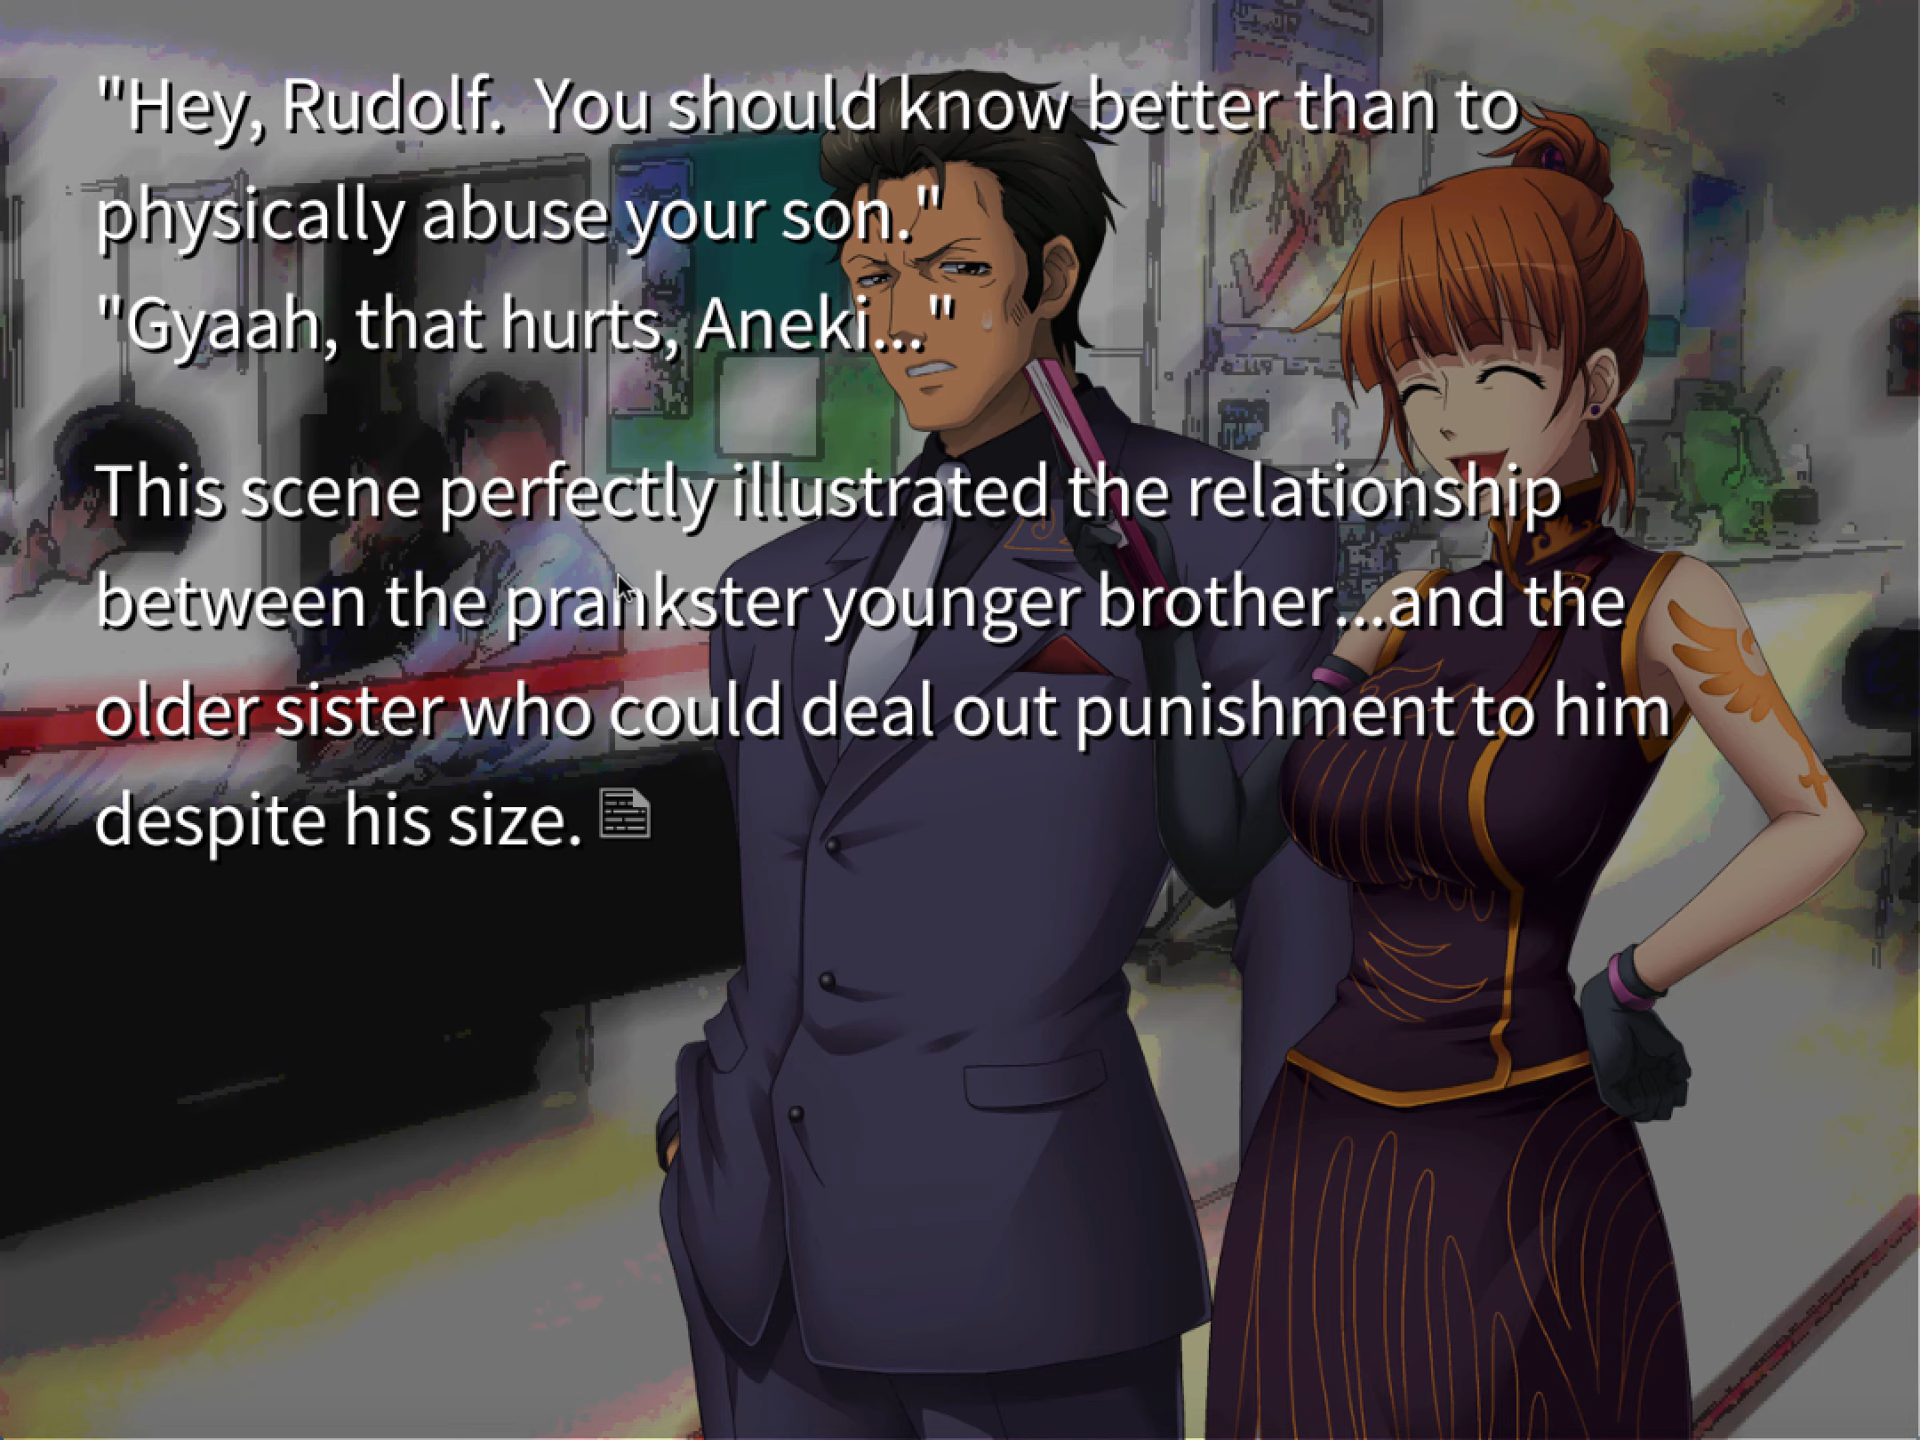 "Hey, Rudolf.  You should know better than to
physically abuse your son."
"Gyaah, that hurts, Aneki..."
This scene perfectly illustrated the relationship
between the prankster younger brother...and the
older sister who could deal out punishment to him
despite his size.